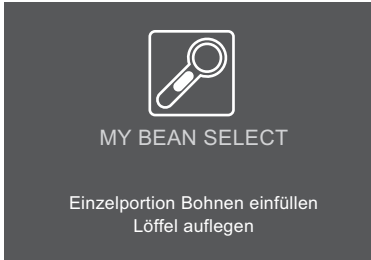 MY BEAN SELECT
Einzelportion Bohnen einfüllen
Löffel auflegen